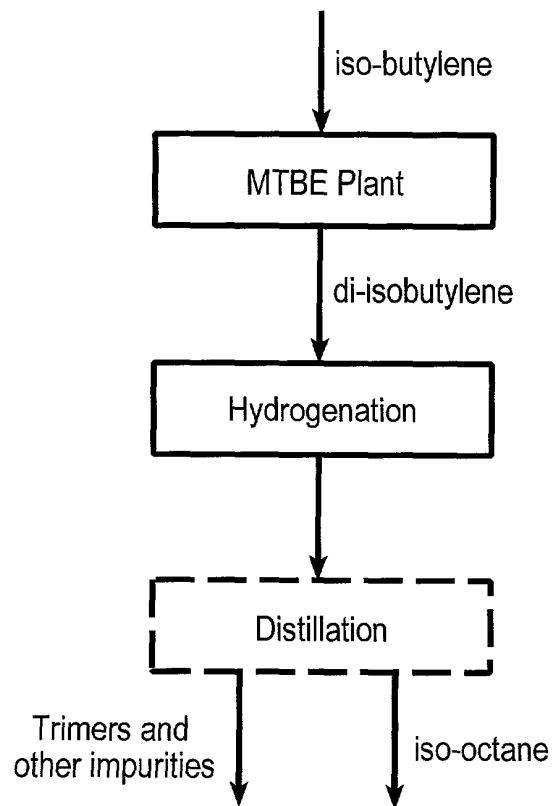 iso-butylene
MTBE Plant
di-isobutylene
Hydrogenation
Distillation
Trimers and
other impurities
iso-octane